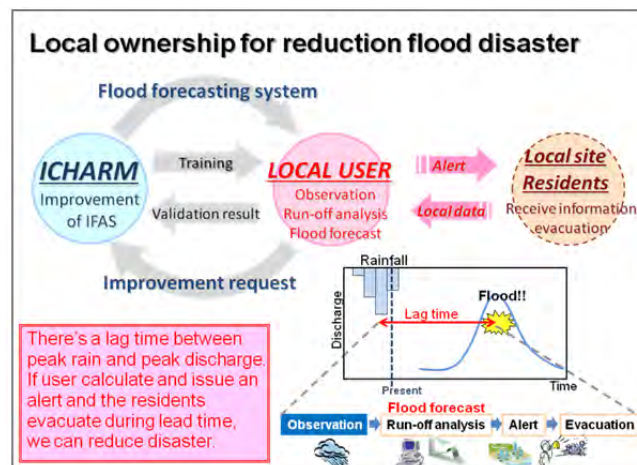 Local ownership for reduction flood disaster
Flood forecasting system
ICHARM
Improvement
of IFAS
Training
Validation result
LOCAL USER
Observation
Run-off analysis
Flood forecast
Alert
Local data
Local site
Residents
Receive information
evacuation
Improvement request
Rainfall
Discharge
Flood!!
Lag time
Present
Time
There's a lag time between
peak rain and peak discharge.
If user calculate and issue an
alert and the residents
evacuate during lead time,
we can reduce disaster.
Flood forecast
Observation
Run-off analysis
Alert
Evacuation